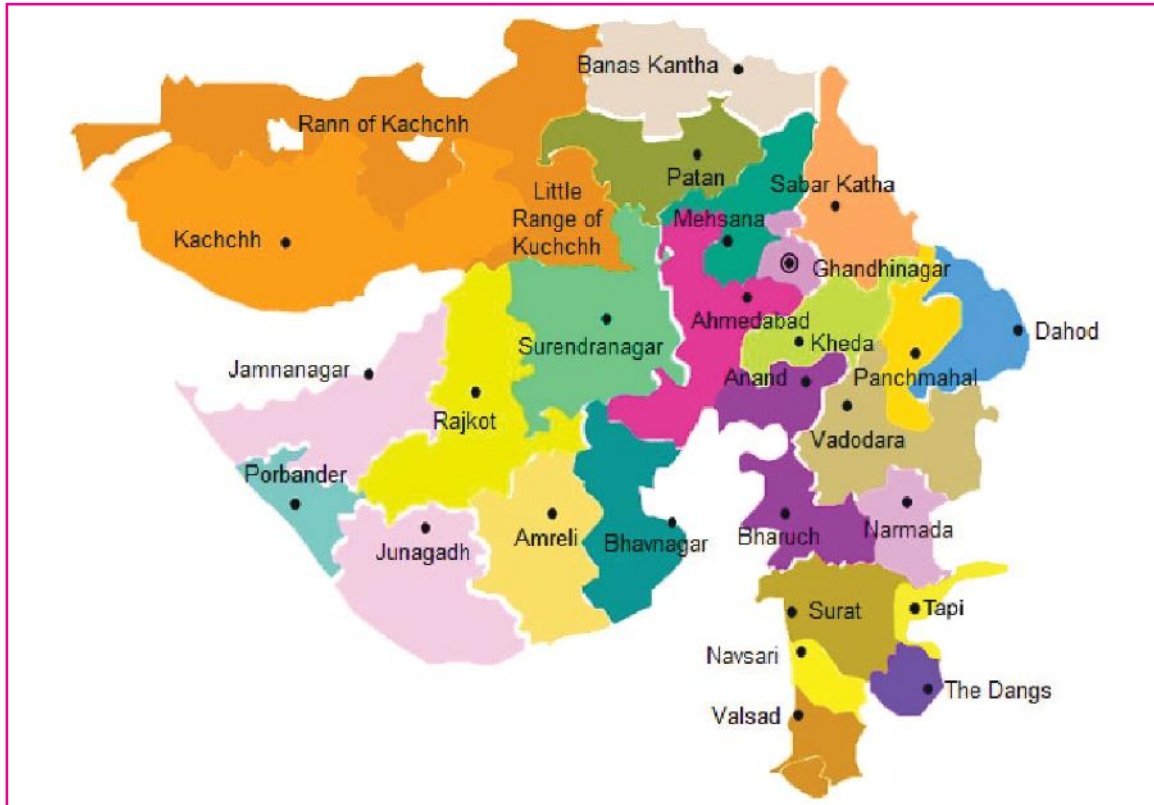 Banas Kantha
Rann of Kachchh
Patan
Sabar Katha
Little
Range of
Kuchchh
Mehsana
Kachchh
Ghandhinagar
Ahmedabad
Dahod
Surendranagar
Kheda
Jamnanagar
Anand
Panchmahal
Rajkot
Vadodara
Porbander
Narmada
Junagadh
Amreli
Bhavnagar
Bharuch
Surat
Tapi
Navsari
The Dangs
Valsad